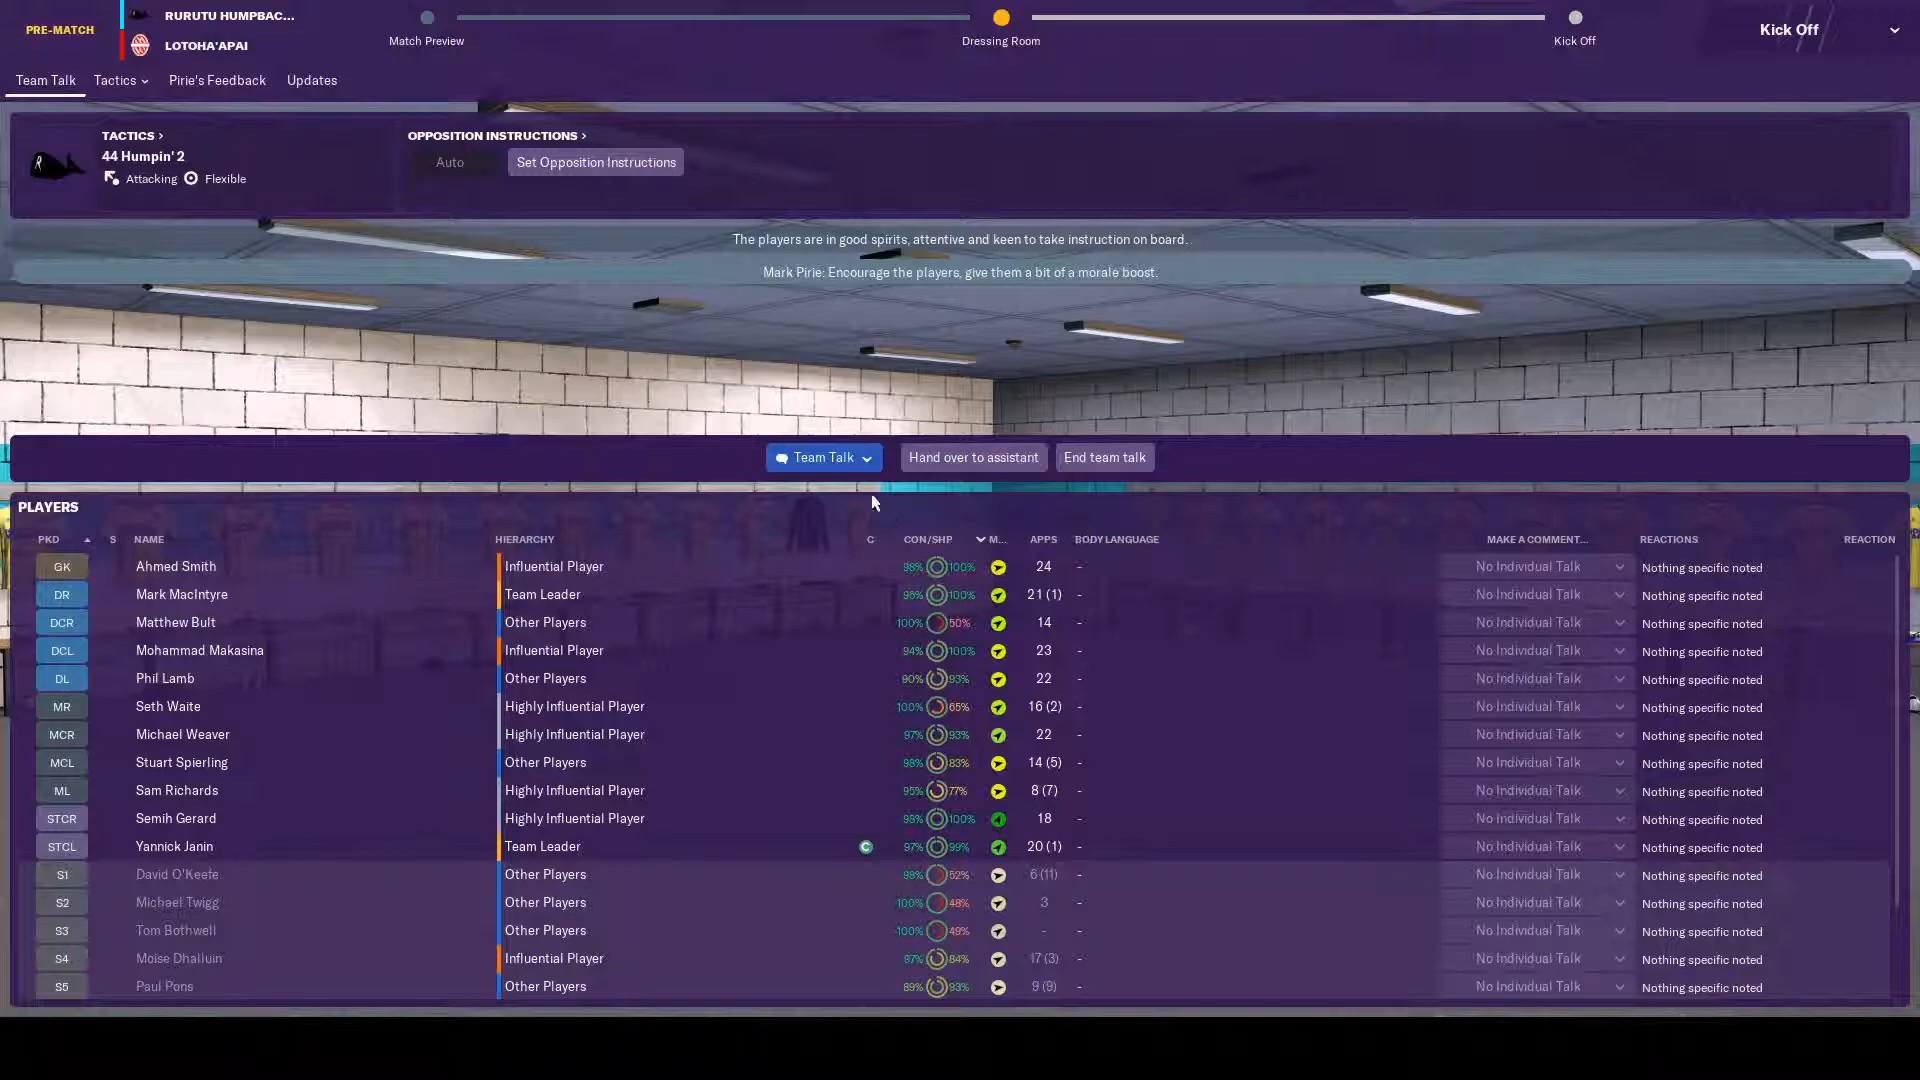 PRE-MATCH
RURUTU HUMPBAC...
LOTOHA'APAI
Match Preview
Dressing Room
Kick Off
Kick Off
Team Talk
Tactics
Pirie's Feedback
Updates
TACTICS >
44 Humpin' 2
Attacking Flexible
OPPOSITION INSTRUCTIONS >
Auto Set Opposition Instructions
The players are in good spirits, attentive and keen to take instruction on board.
Mark Pirie: Encourage the players, give them a bit of a morale boost.
Team Talk Hand over to assistant End team talk
PLAYERS
PKD S NAME HIERARCHY C CON/SHP M... APPS BODY LANGUAGE MAKE A COMMENT... REACTIONS REACTION
GK Ahmed Smith Influential Player 98% 100% 24 - No Individual Talk Nothing specific noted
DR Mark MacIntyre Team Leader 96% 100% 21 (1) - No Individual Talk Nothing specific noted
DCR Matthew Bult Other Players 100% 50% 14 - No Individual Talk Nothing specific noted
DCL Mohammad Makasina Influential Player 94% 100% 23 - No Individual Talk Nothing specific noted
DL Phil Lamb Other Players 90% 93% 22 - No Individual Talk Nothing specific noted
MR Seth Waite Highly Influential Player 100% 65% 16 (2) - No Individual Talk Nothing specific noted
MCR Michael Weaver Highly Influential Player 97% 93% 22 - No Individual Talk Nothing specific noted
MCL Stuart Spierling Other Players 98% 83% 14 (5) - No Individual Talk Nothing specific noted
ML Sam Richards Highly Influential Player 95% 77% 8 (7) - No Individual Talk Nothing specific noted
STCR Semih Gerard Highly Influential Player 98% 100% 18 - No Individual Talk Nothing specific noted
STCL Yannick Janin Team Leader C 97% 99% 20 (1) - No Individual Talk Nothing specific noted
S1 David O'Keefe Other Players 98% 52% 6 (11) - No Individual Talk Nothing specific noted
S2 Michael Twigg Other Players 100% 48% 3 - No Individual Talk Nothing specific noted
S3 Tom Bothwell Other Players 100% 49% - - No Individual Talk Nothing specific noted
S4 Moise Dhalluin Influential Player 97% 84% 17 (3) - No Individual Talk Nothing specific noted
S5 Paul Pons Other Players 89% 93% 9 (9) - No Individual Talk Nothing specific noted